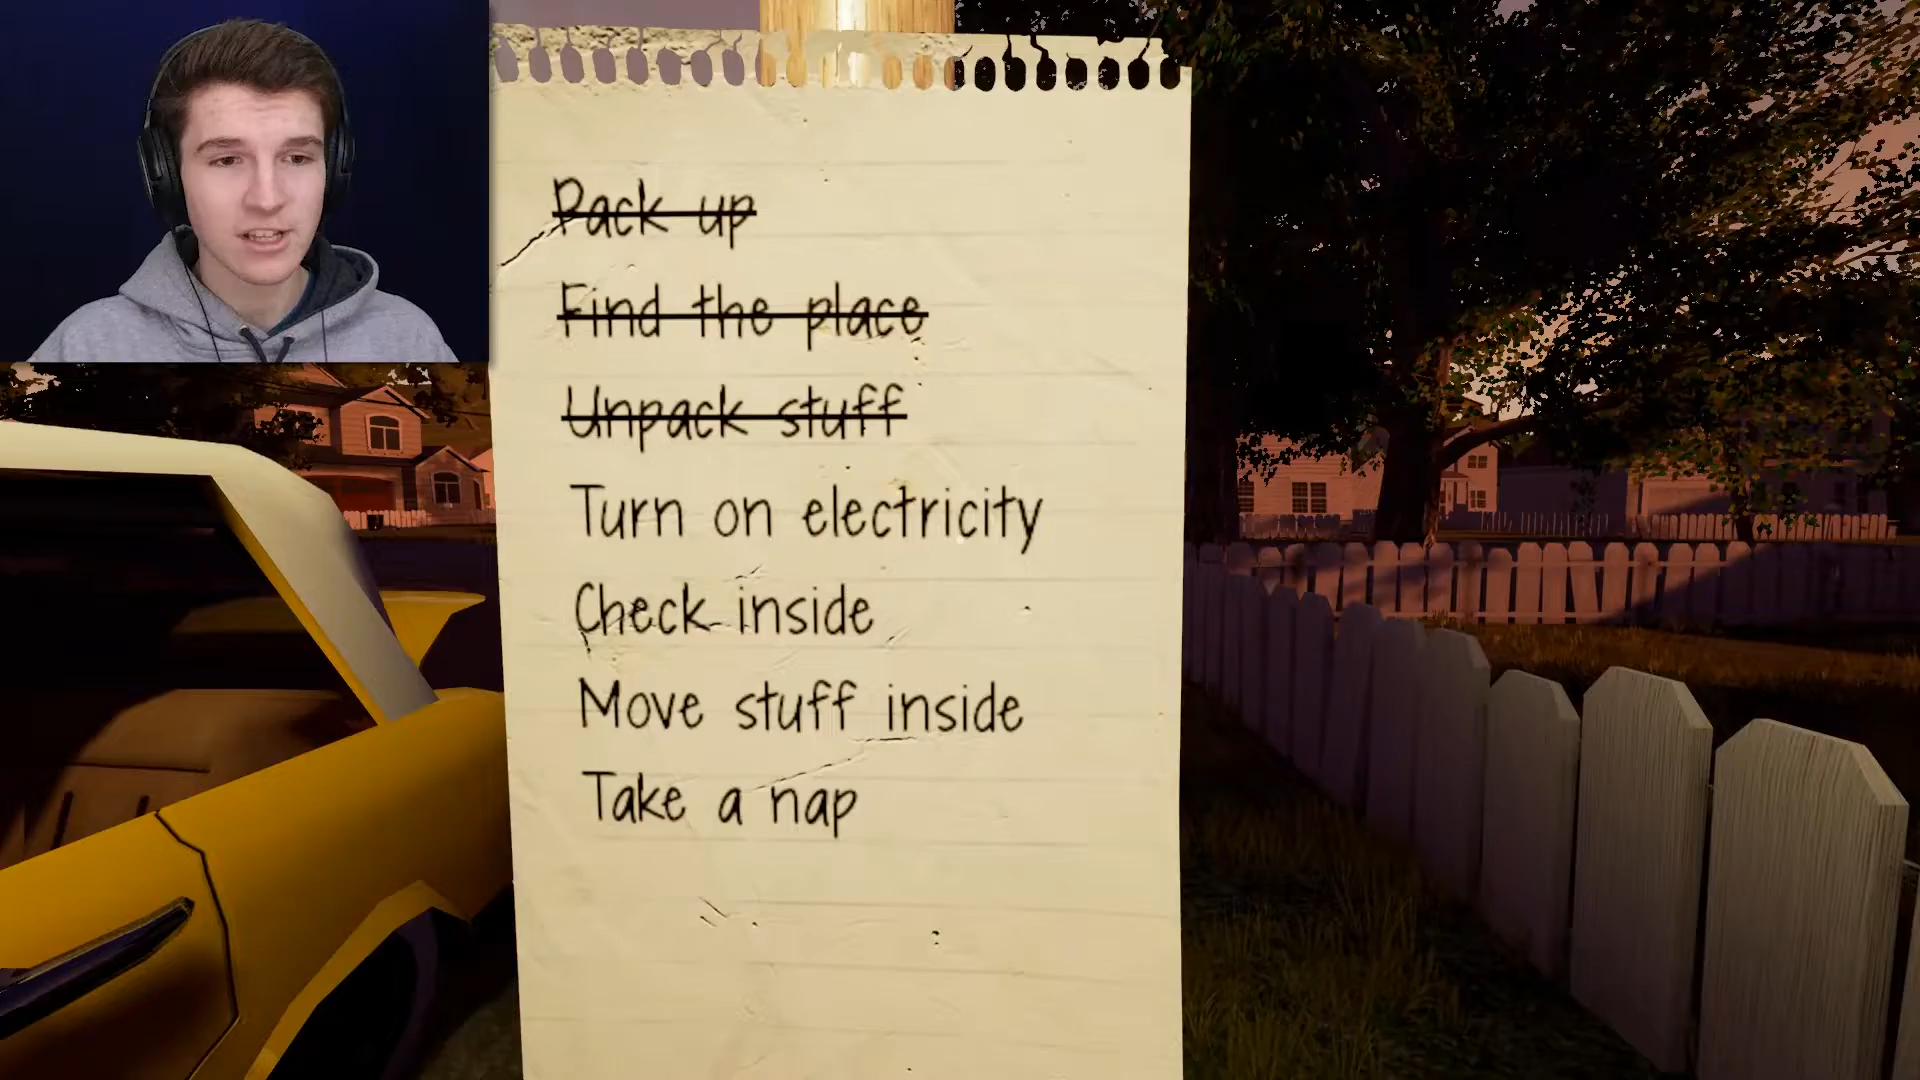 Pack up
Find the place
Unpack stuff
Turn on electricity
Check inside
Move stuff inside
Take a nap